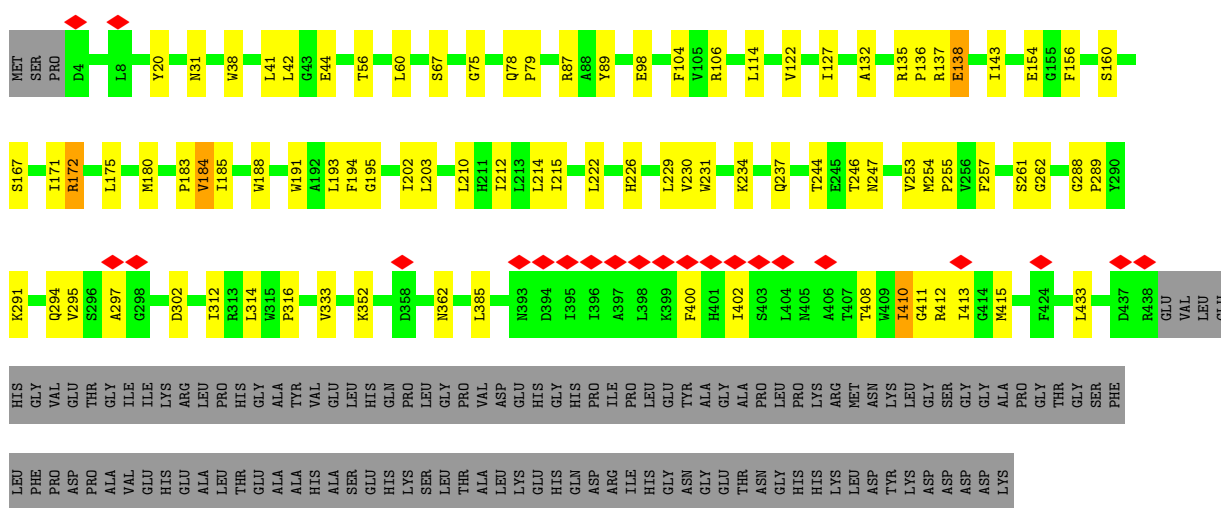 MET SER PRO D4 L8 Y20 N31 W38 L41 L42 G43 E44 T56 L60 S67 G75 Q78 P79 R87 A88 Y89 E98 F104 V105 R106 L114 V122 I127 A132 R135 P136 R137 E138 I143 E154 G155 F156 S160
S167 I171 R172 L175 M180 P183 V184 I185 W188 W191 A192 L193 F194 G195 I202 L203 L210 H211 I212 L213 L214 I215 L222 H226 L229 V230 W231 K234 Q237 T244 E245 T246 N247 V253 M254 P255 V256 F257 S261 G262 G288 P289 Y290
K291 Q294 V295 S296 A297 G298 D302 I312 R313 L314 W315 P316 V333 K352 D358 N362 L385 N393 D394 I395 I396 A397 L398 K399 F400 H401 I402 S403 L404 N405 A406 T407 T408 W409 I410 G411 R412 I413 G414 M415 F424 L433 D437 R438 GLU VAL LEU GLU
HIS GLY VAL GLU THR GLY ILE ILE LYS ARG LEU PRO HIS GLY ALA TYR VAL GLU LEU HIS GLN PRO LEU GLY PRO VAL ASP GLU HIS GLY HIS PRO ILE PRO LEU GLU TYR ALA GLY ALA PRO LEU PRO LYS ARG MET ASN LYS LEU GLY SER GLY GLY ALA PRO GLY THR GLY SER PHE
LEU PHE PRO ASP PRO ALA VAL GLU HIS GLU ALA LEU THR GLU ALA ALA HIS ALA SER GLU HIS LYS SER LEU THR ALA LEU LYS GLU HIS GLN ASP ARG ILE HIS GLY ASN GLY GLU THR ASN GLY HIS HIS LYS LEU ASP TYR LYS ASP ASP ASP ASP LYS